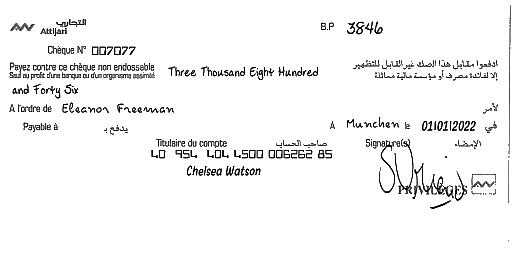 التجاري
Attijari
B.P 3846
Chèque N° 007077
Payez contre ce chèque non endossable
Sauf au profit d'une banque ou d'un organisme assimilé
Three Thousand Eight Hundred
ادفعوا مقابل هذا الصك غير القابل للتظهير
إلا لفائدة مصرف أو مؤسسة مالية مماثلة
and Forty Six
A l'ordre de Eleanor Freeman
لأمر
Payable à
يدفع بـ
A Munchen le 01/01/2022 في
Titulaire du compte صاحب الحساب
Signature(s) الإمضاء
40 954 404 4500 006262 85
Chelsea Watson
PRIVILEGES